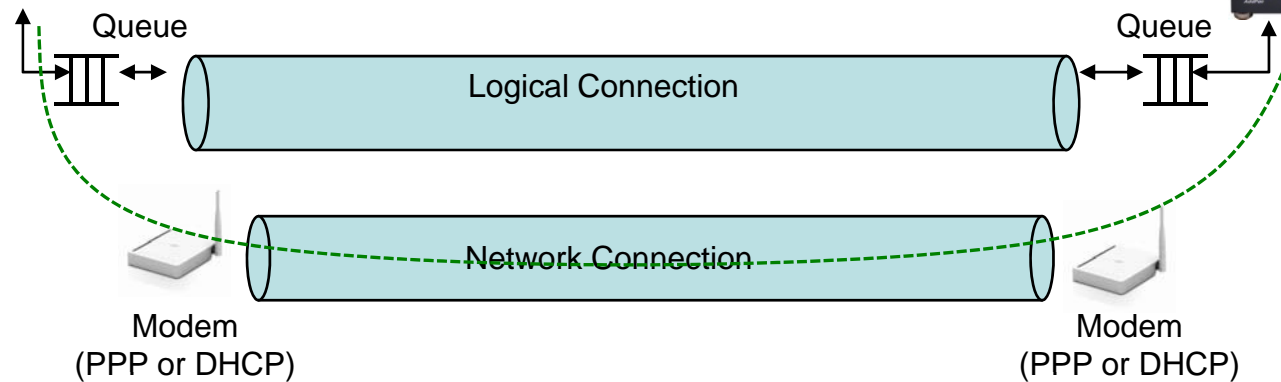 Queue
Queue
Logical Connection
Network Connection
Modem
(PPP or DHCP)
Modem
(PPP or DHCP)